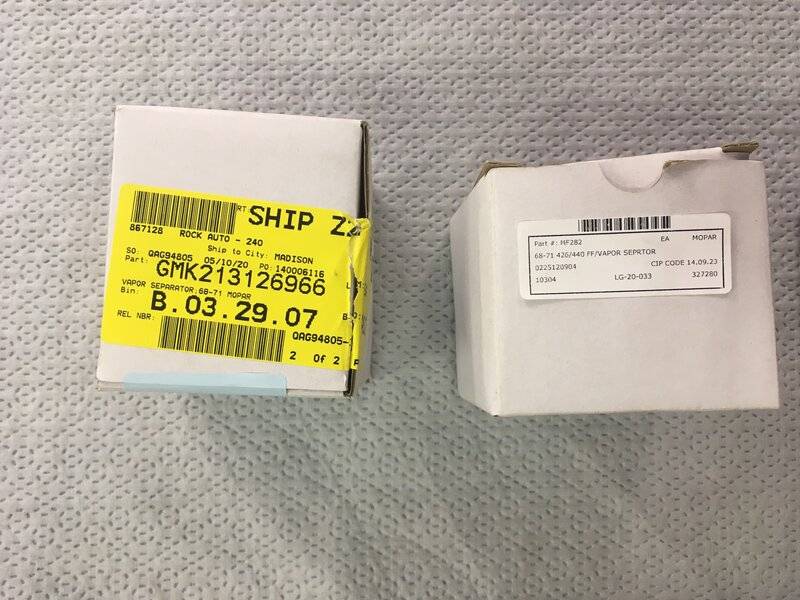 RT:
SHIP Z
867128
ROCK AUTO - 240
Ship to City: MADISON
SO: QAG94805 05/10/20 PO: 140006116
Part: GMK213126966
VAPOR SEPARATOR:68-71 MOPAR
Bin: B.03.29.07
REL NBR:
QAG94805-
2 Of 2
Part #: MF282 EA MOPAR
68-71 426/440 FF/VAPOR SEPRTOR
0225120904 CIP CODE 14.09.23
10304 LG-20-033 327280